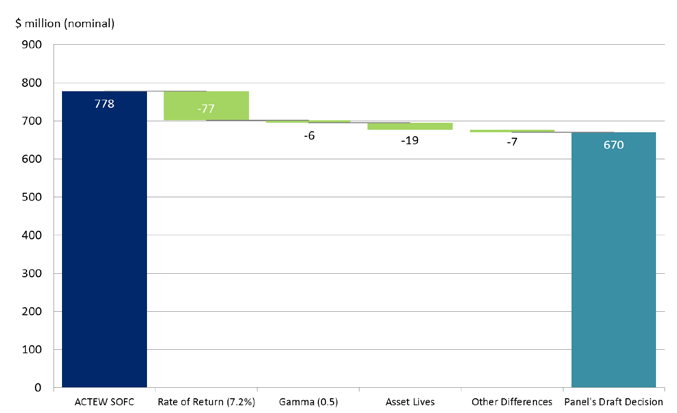 $ million (nominal)
900
800
700
600
500
400
300
200
100
0
778
-77
-6
-19
-7
670
ACTEW SOFC
Rate of Return (7.2%)
Gamma (0.5)
Asset Lives
Other Differences
Panel's Draft Decision